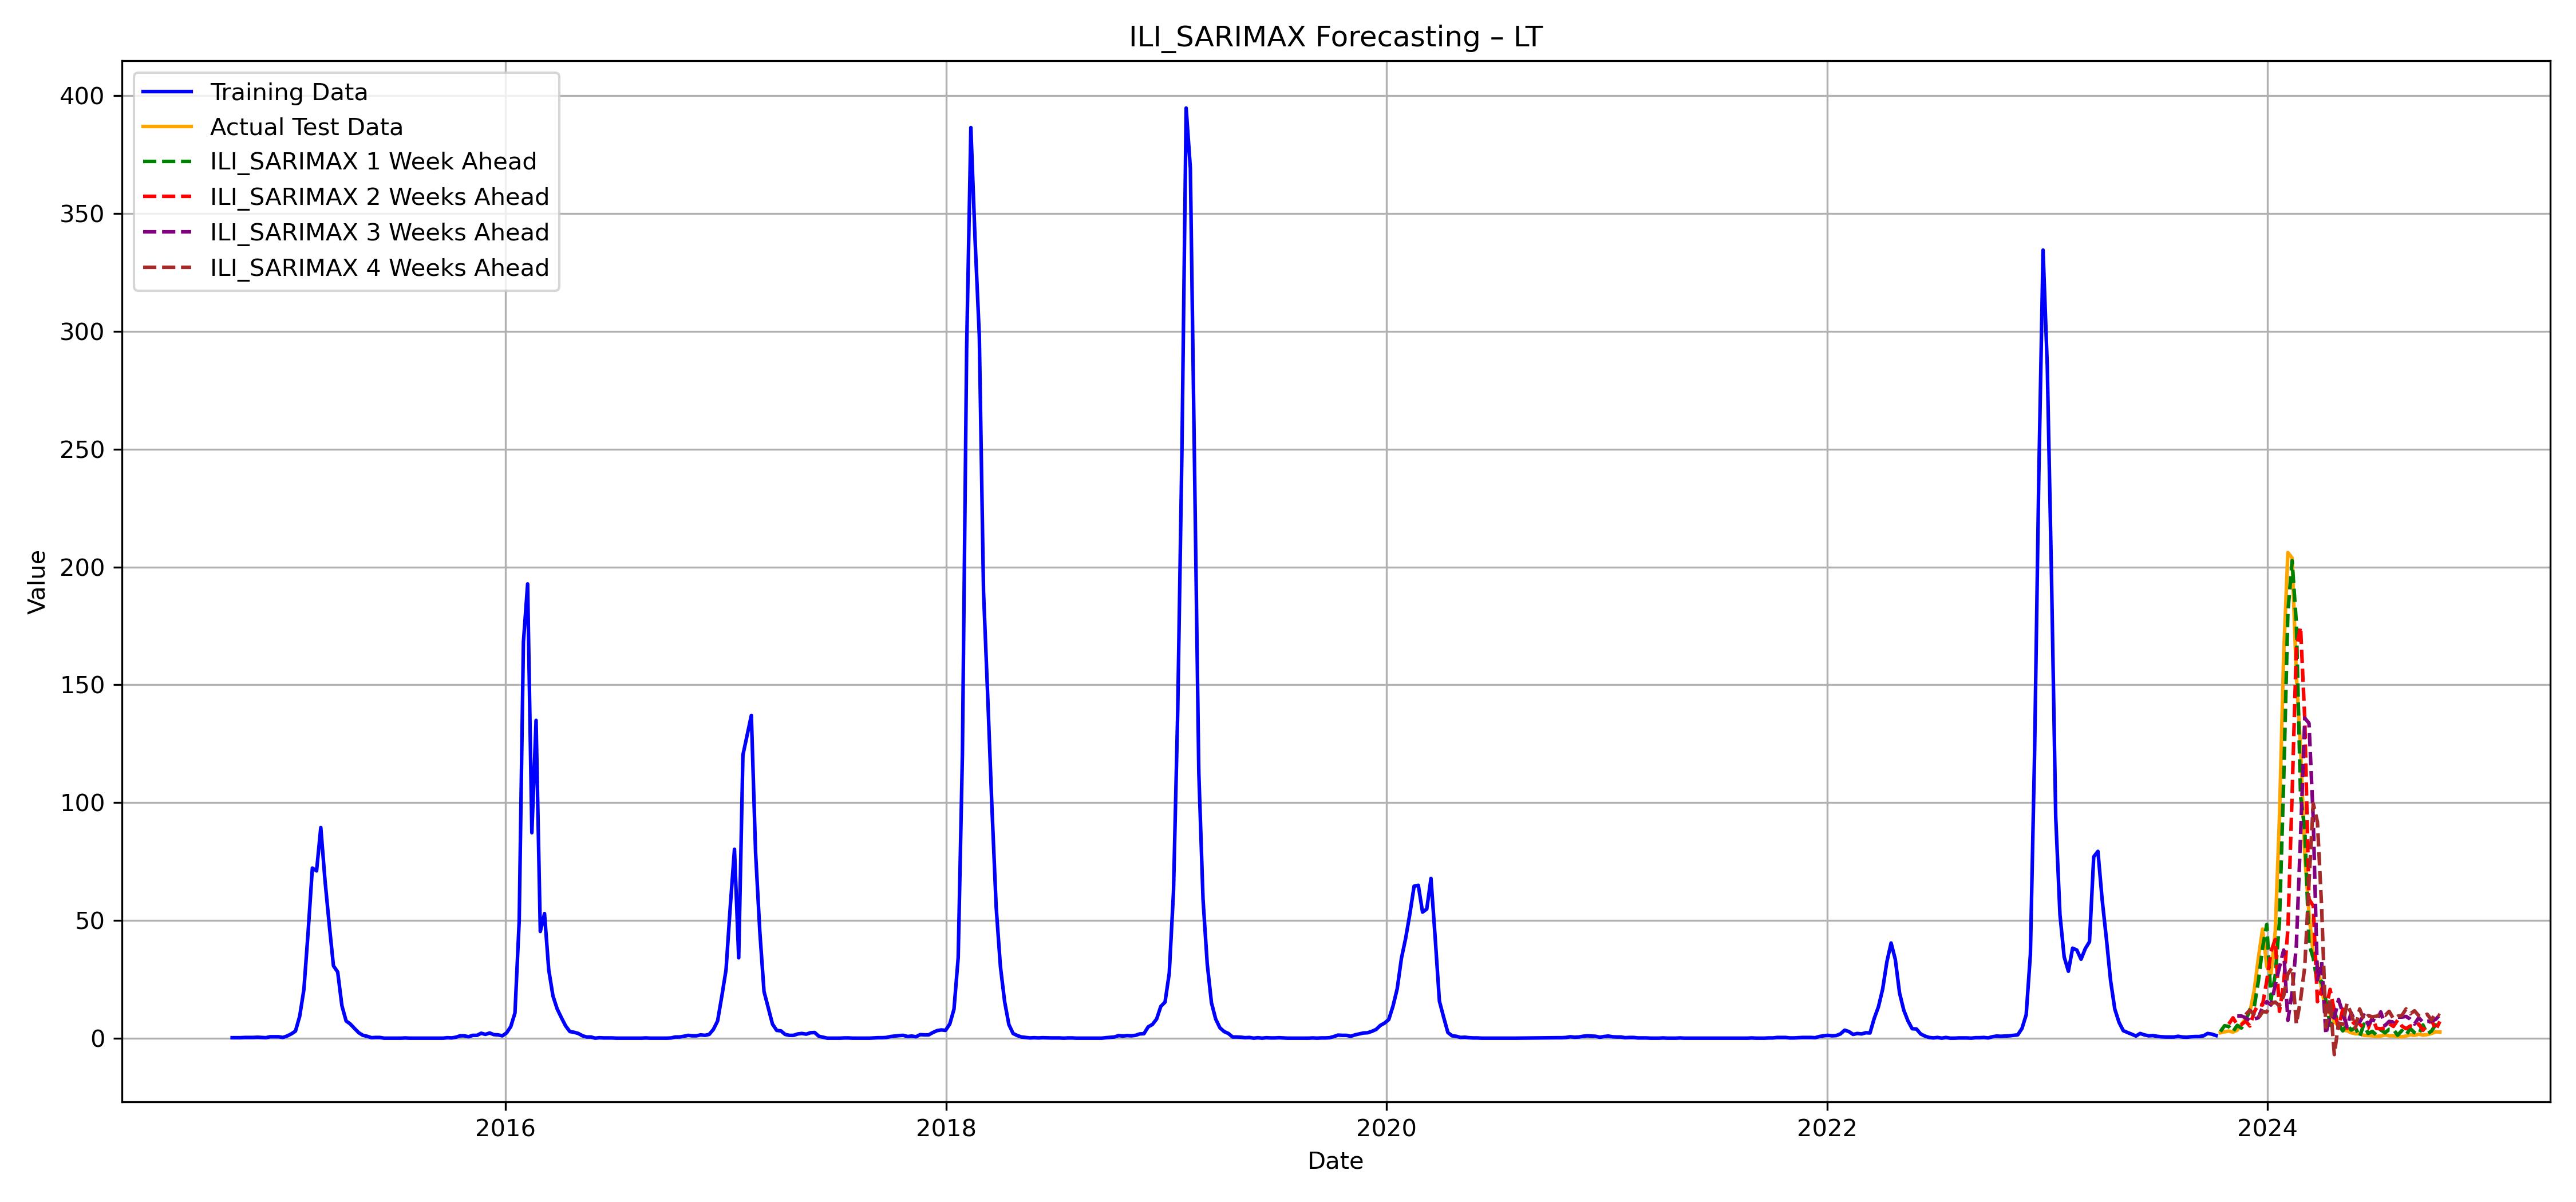 ILI_SARIMAX Forecasting – LT
Training Data
Actual Test Data
ILI_SARIMAX 1 Week Ahead
ILI_SARIMAX 2 Weeks Ahead
ILI_SARIMAX 3 Weeks Ahead
ILI_SARIMAX 4 Weeks Ahead
400
350
300
250
200
150
100
50
0
Value
2016 2018 2020 2022 2024
Date